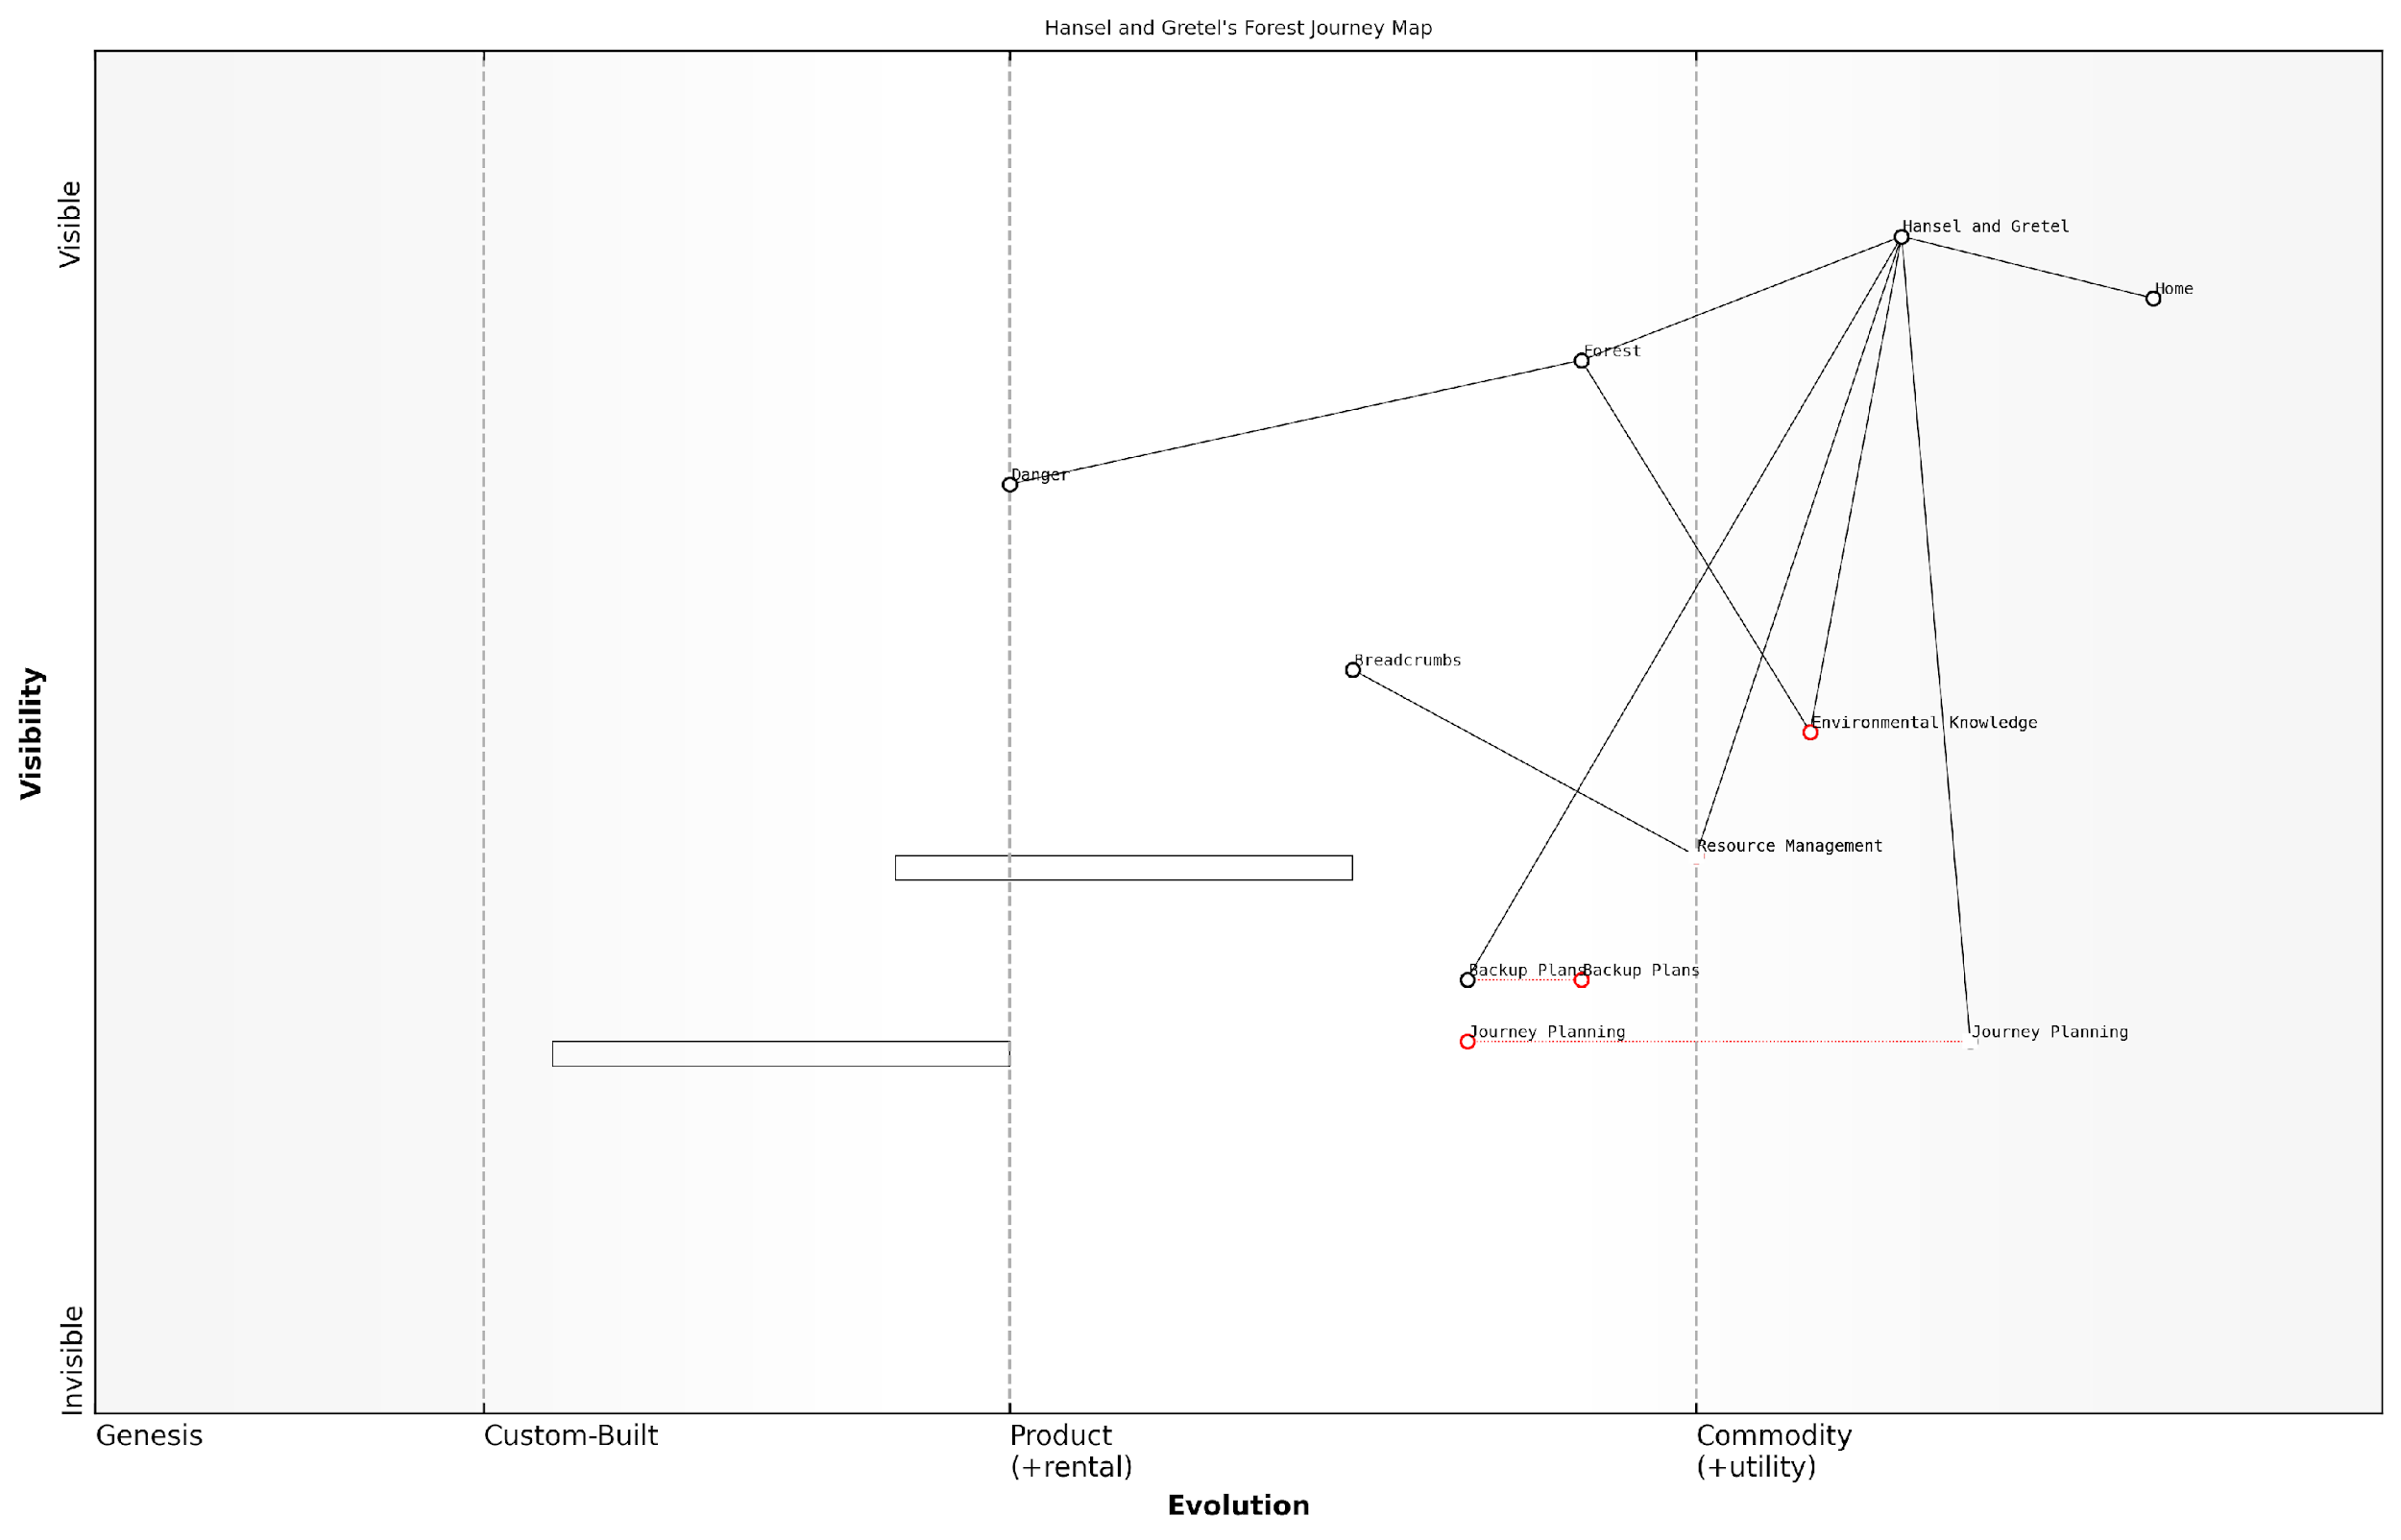 Hansel and Gretel's Forest Journey Map
Visible
Hansel and Gretel
Home
Forest
Danger
Breadcrumbs
Visibility
Environmental Knowledge
Resource Management
Backup Plans
Backup Plans
Journey Planning
Journey Planning
Invisible
Genesis
Custom-Built
Product
(+rental)
Commodity
(+utility)
Evolution